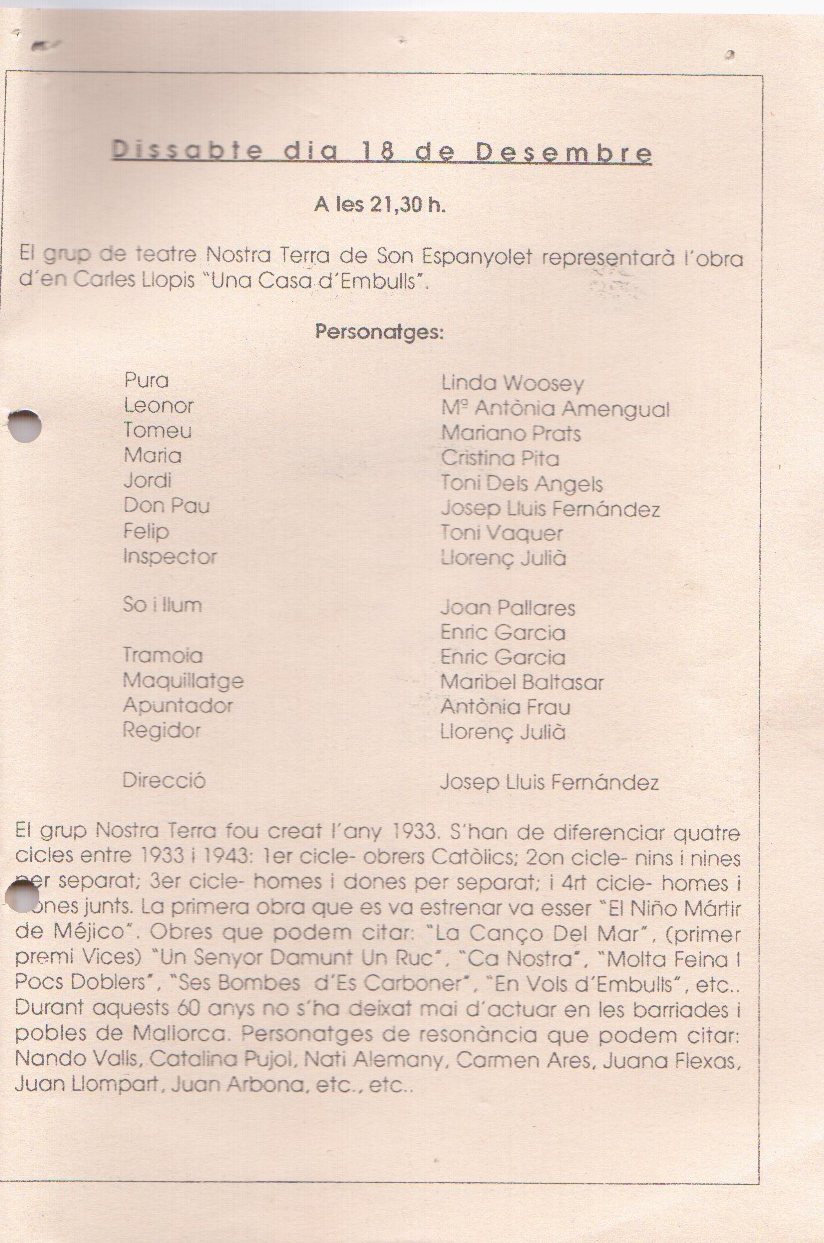 Dissabte dia 18 de Desembre
A les 21,30 h.
El grup de teatre Nostra Terra de Son Espanyolet representarà l'obra
d'en Carles Llopis "Una Casa d'Embulls".
Personatges:
Pura Linda Woosey
Leonor Mª Antònia Amengual
Tomeu Mariano Prats
Maria Cristina Pita
Jordi Toni Dels Angels
Don Pau Josep Lluis Fernández
Felip Toni Vaquer
Inspector Llorenç Julià
So i llum Joan Pallares
Enric Garcia
Tramoia Enric Garcia
Maquillatge Maribel Baltasar
Apuntador Antònia Frau
Regidor Llorenç Julià
Direcció Josep Lluis Fernández
El grup Nostra Terra fou creat l'any 1933. S'han de diferenciar quatre
cicles entre 1933 i 1943: 1er cicle- obrers Catòlics; 2on cicle- nins i nines
per separat; 3er cicle- homes i dones per separat; i 4rt cicle- homes i
dones junts. La primera obra que es va estrenar va esser "El Niño Mártir
de Méjico". Obres que podem citar: "La Canço Del Mar", (primer
premi Vices) "Un Senyor Damunt Un Ruc", "Ca Nostra", "Molta Feina I
Pocs Doblers", "Ses Bombes d'Es Carboner", "En Vols d'Embulls", etc..
Durant aquests 60 anys no s'ha deixat mai d'actuar en les barriades i
pobles de Mallorca. Personatges de resonància que podem citar:
Nando Valls, Catalina Pujol, Nati Alemany, Carmen Ares, Juana Flexas,
Juan Llompart, Juan Arbona, etc., etc..